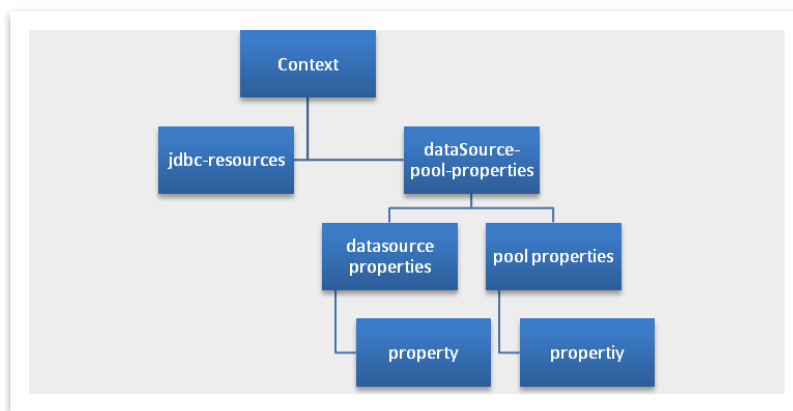 Context
jdbc-resources
dataSource-
pool-properties
datasource
properties
pool properties
property
propertiy